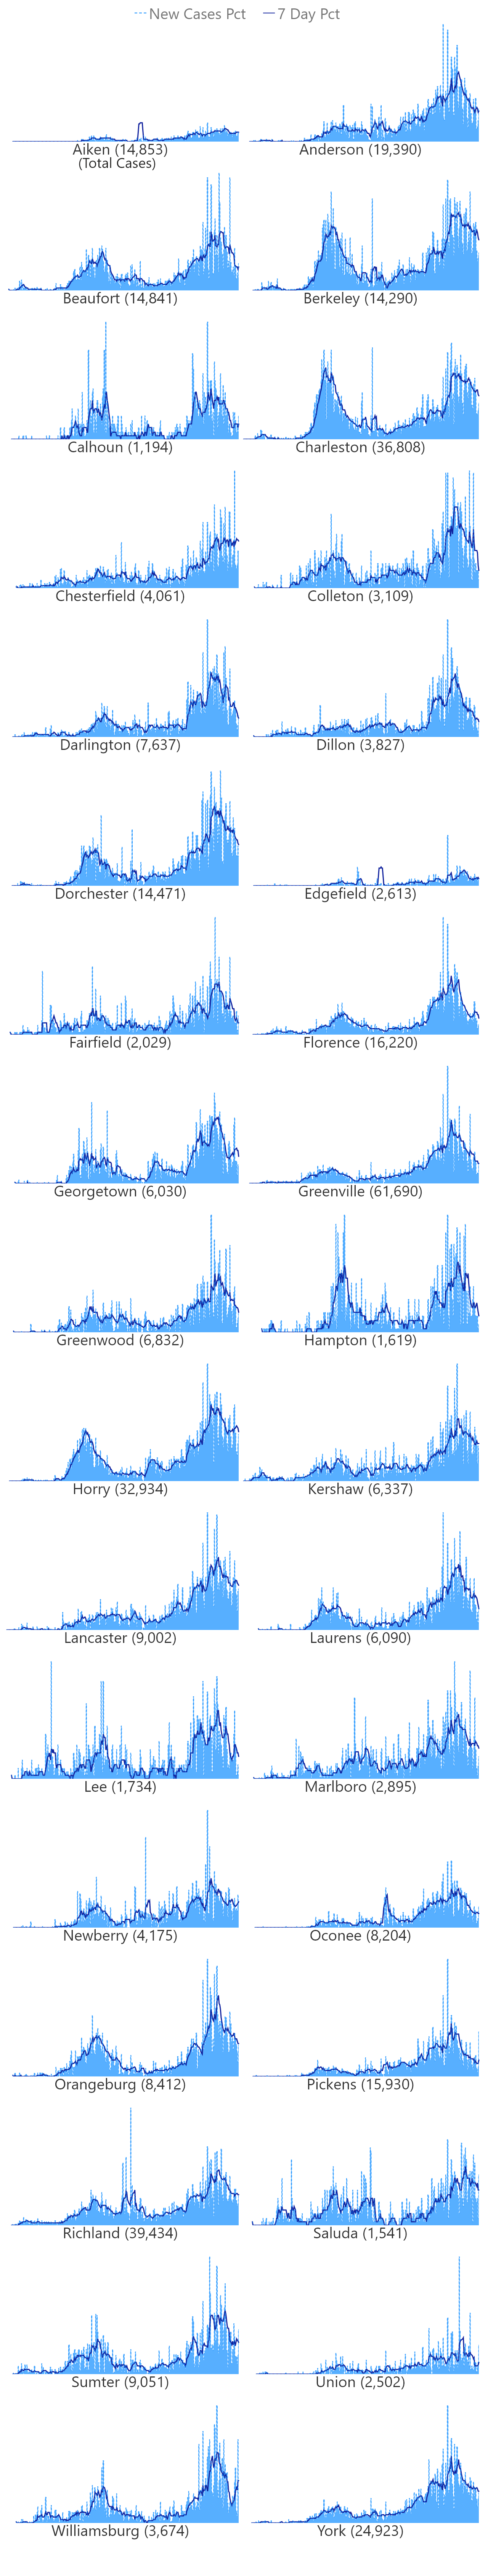 New Cases Pct 7 Day Pct
Aiken (14,853) Anderson (19,390)
(Total Cases)
Beaufort (14,841) Berkeley (14,290)
Calhoun (1,194) Charleston (36,808)
Chesterfield (4,061) Colleton (3,109)
Darlington (7,637) Dillon (3,827)
Dorchester (14,471) Edgefield (2,613)
Fairfield (2,029) Florence (16,220)
Georgetown (6,030) Greenville (61,690)
Greenwood (6,832) Hampton (1,619)
Horry (32,934) Kershaw (6,337)
Lancaster (9,002) Laurens (6,090)
Lee (1,734) Marlboro (2,895)
Newberry (4,175) Oconee (8,204)
Orangeburg (8,412) Pickens (15,930)
Richland (39,434) Saluda (1,541)
Sumter (9,051) Union (2,502)
Williamsburg (3,674) York (24,923)